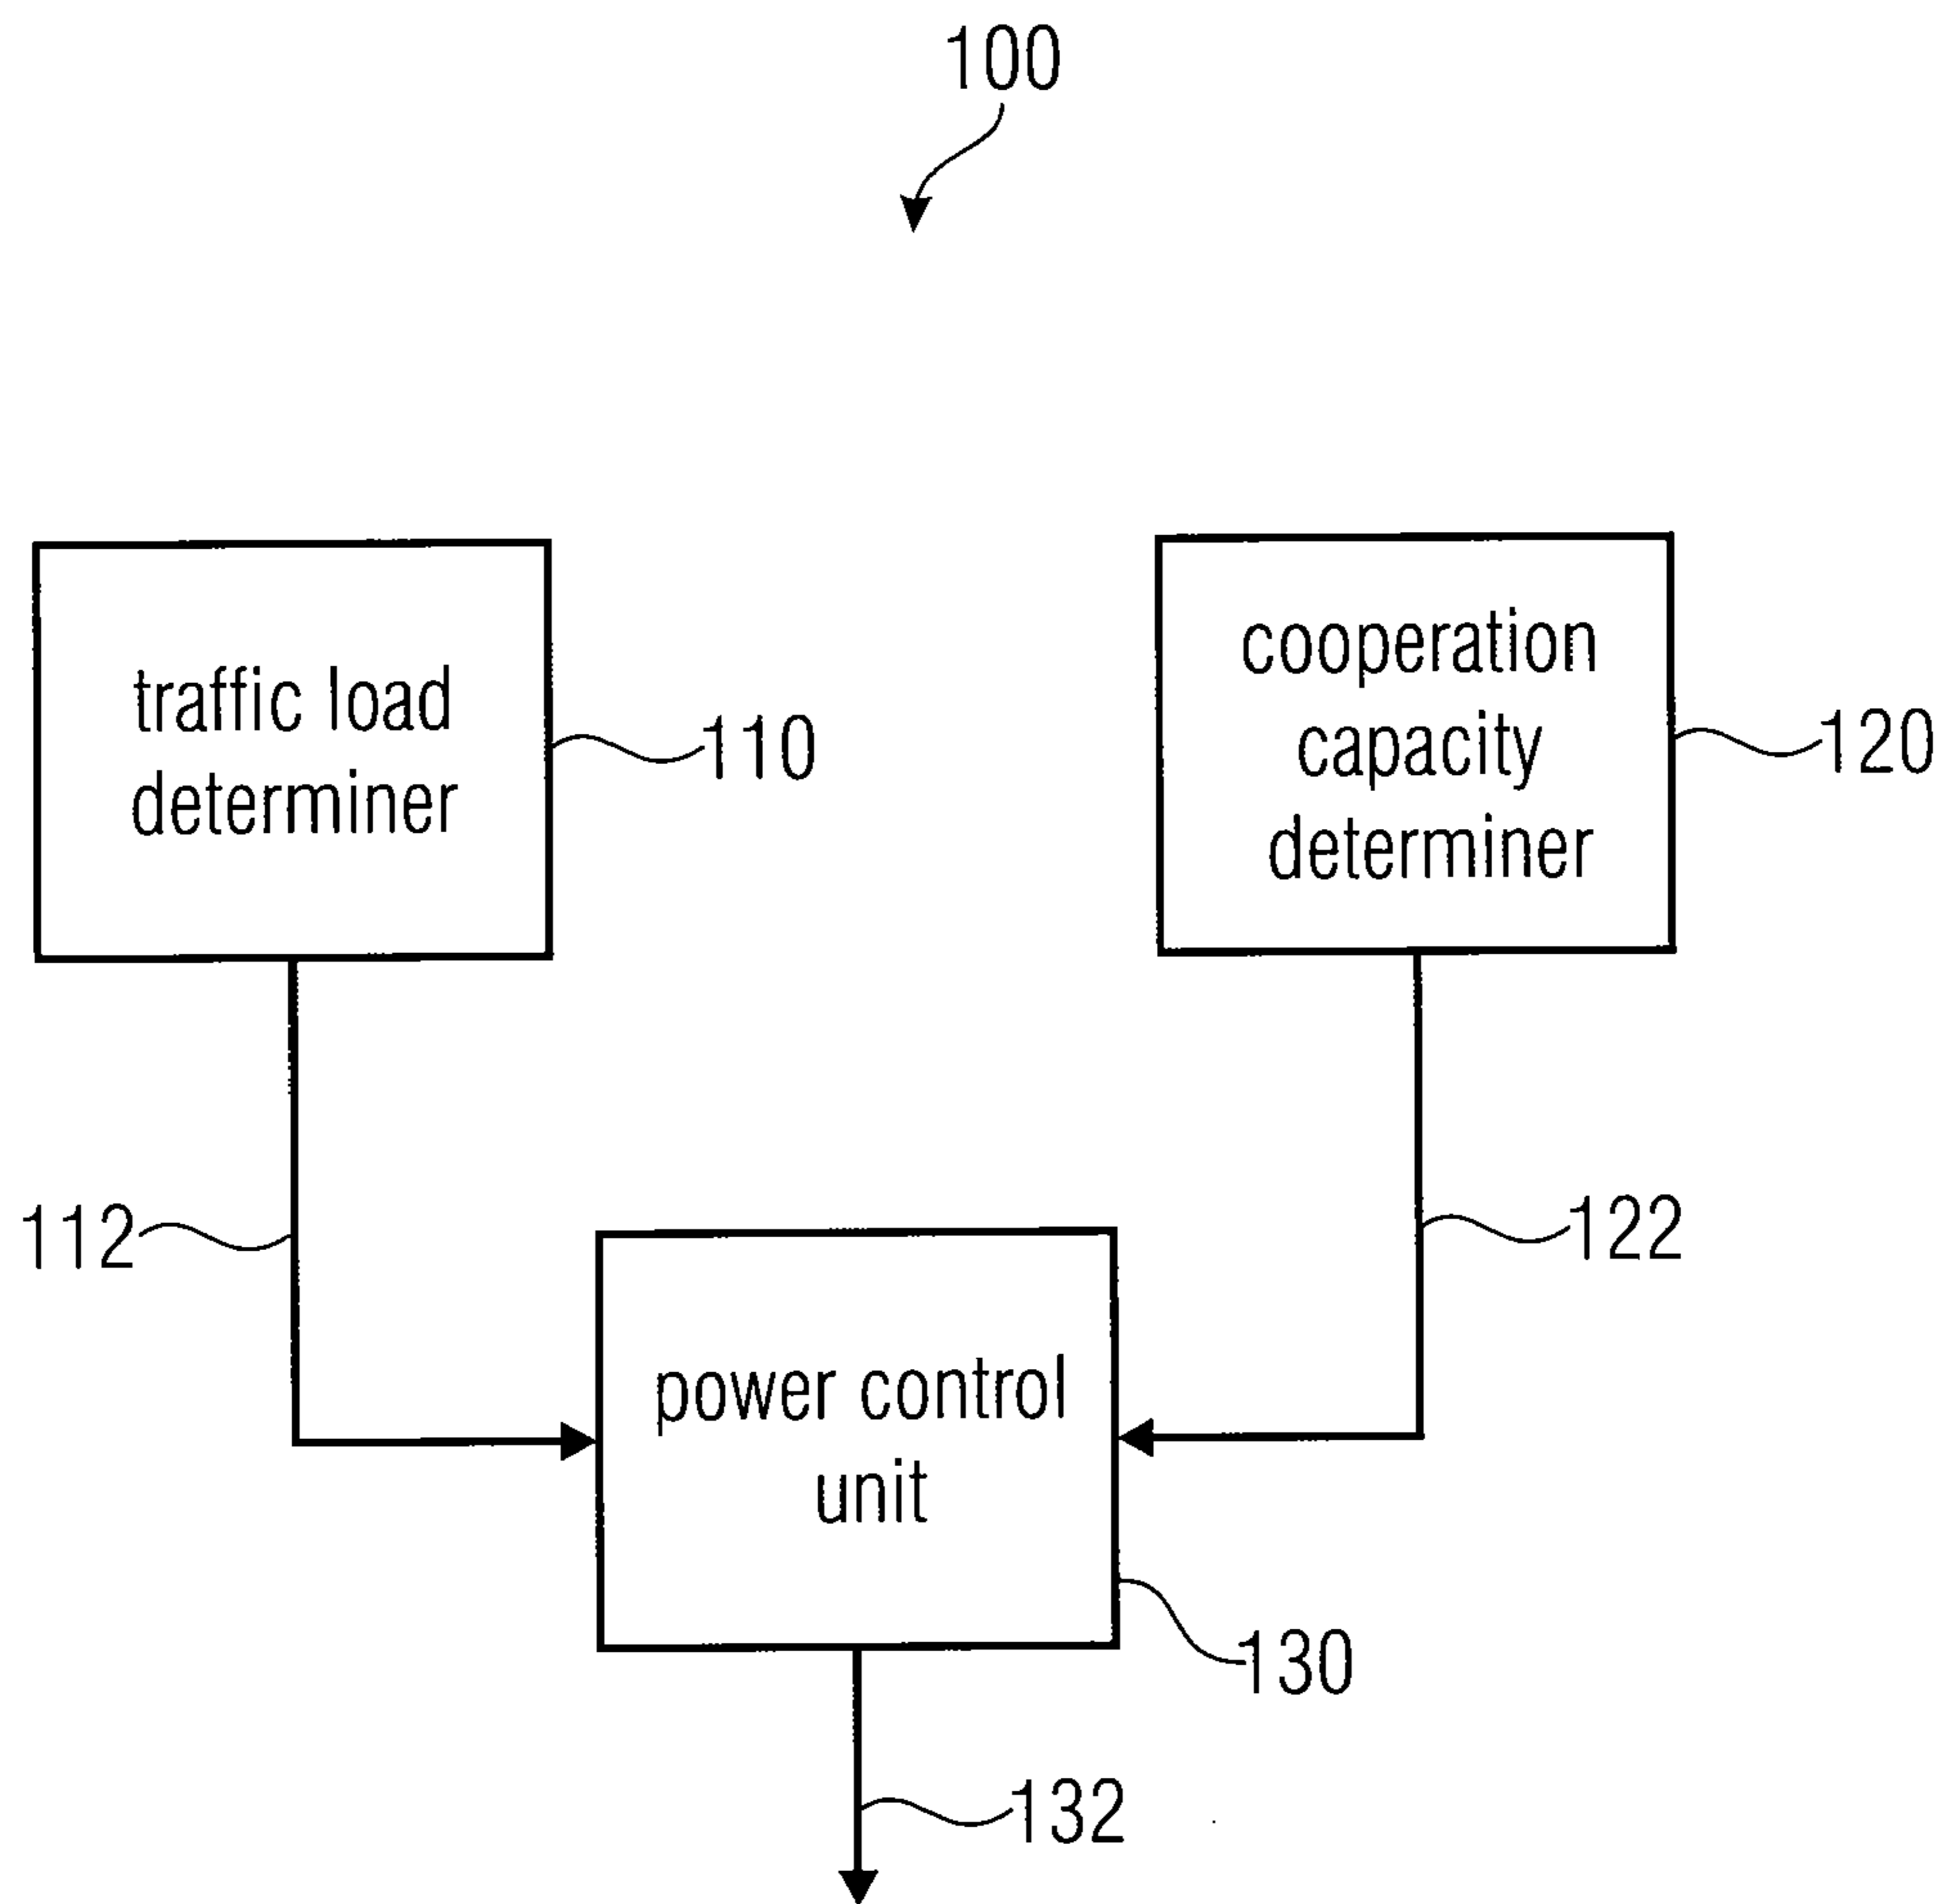 100
traffic load
determiner
110
cooperation
capacity
determiner
120
112
122
power control
unit
130
132